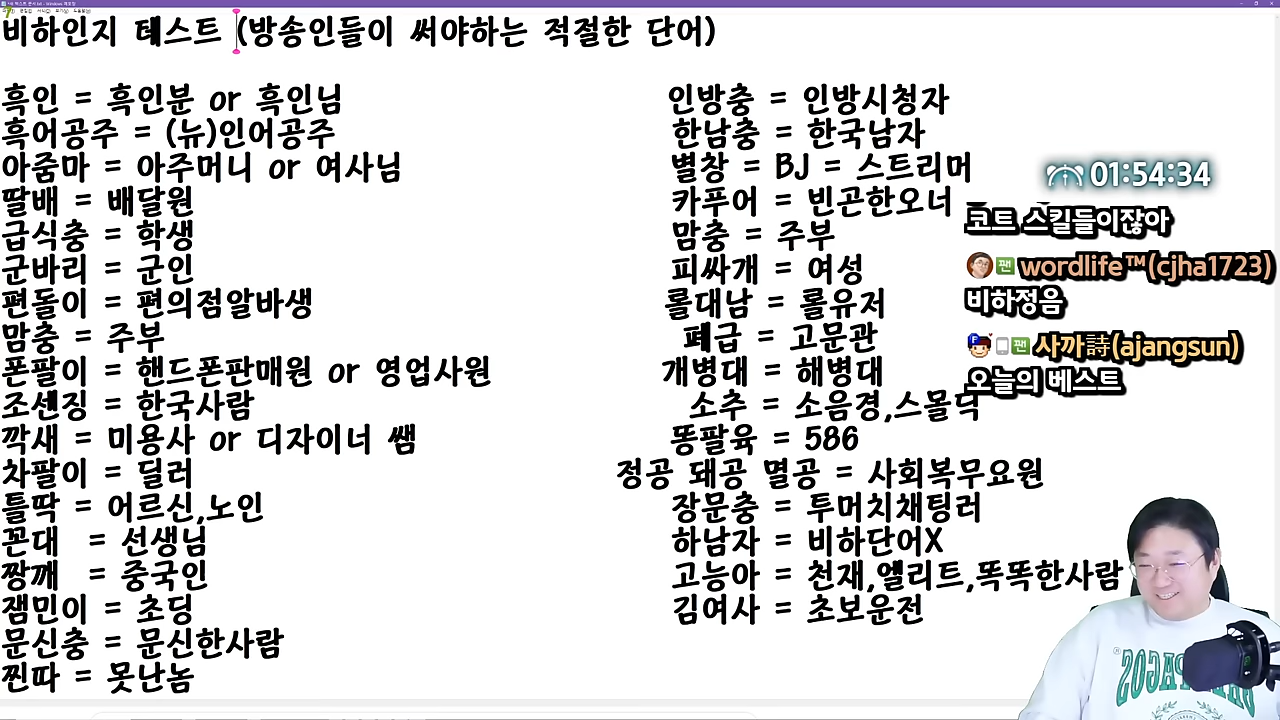 비하인지 테스트 (방송인들이 써야하는 적절한 단어)
흑인 = 흑인분 or 흑인님
흑어공주 = (뉴)인어공주
아줌마 = 아주머니 or 여사님
딸배 = 배달원
급식충 = 학생
군바리 = 군인
편돌이 = 편의점알바생
맘충 = 주부
폰팔이 = 핸드폰판매원 or 영업사원
조센징 = 한국사람
깍새 = 미용사 or 디자이너 쌤
차팔이 = 딜러
틀딱 = 어르신,노인
꼰대 = 선생님
짱깨 = 중국인
잼민이 = 초딩
문신충 = 문신한사람
찐따 = 못난놈
인방충 = 인방시청자
한남충 = 한국남자
별창 = BJ = 스트리머
카푸어 = 빈곤한오너
맘충 = 주부
피싸개 = 여성
롤대남 = 롤유저
폐급 = 고문관
개병대 = 해병대
소추 = 소음경,스몰딕
똥팔육 = 586
정공 돼공 멸공 = 사회복무요원
장문충 = 투머치채팅러
하남자 = 비하단어X
고능아 = 천재,엘리트,똑똑한사람
김여사 = 초보운전
01:54:34
코트 스킬들이잖아
팬 wordlife™(cjha1723)
비하정음
팬 사까詩(ajangsun)
오늘의 베스트